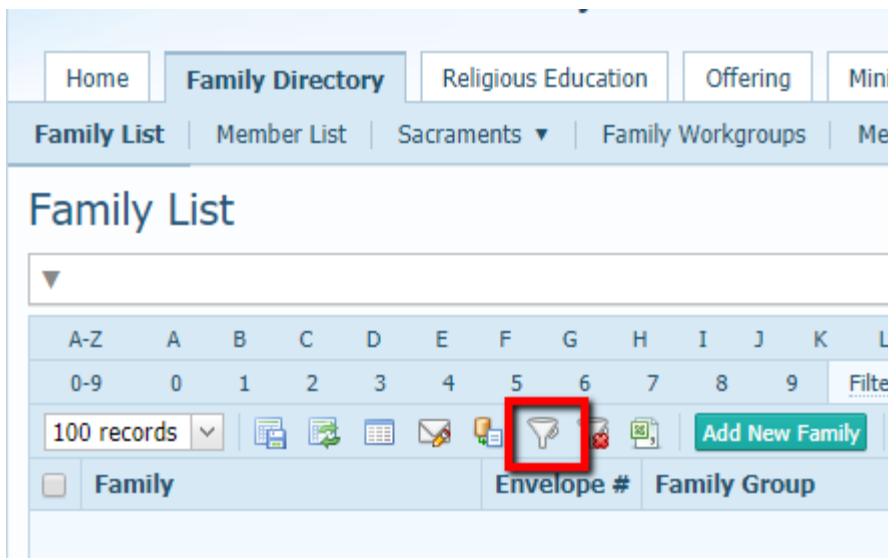 Home Family Directory Religious Education Offering
Family List Member List Sacraments ▼ Family Workgroups
Family List
▼
A-Z A B C D E F G H I J K L
0-9 0 1 2 3 4 5 6 7 8 9 Filte
100 records Add New Family
Family Envelope # Family Group